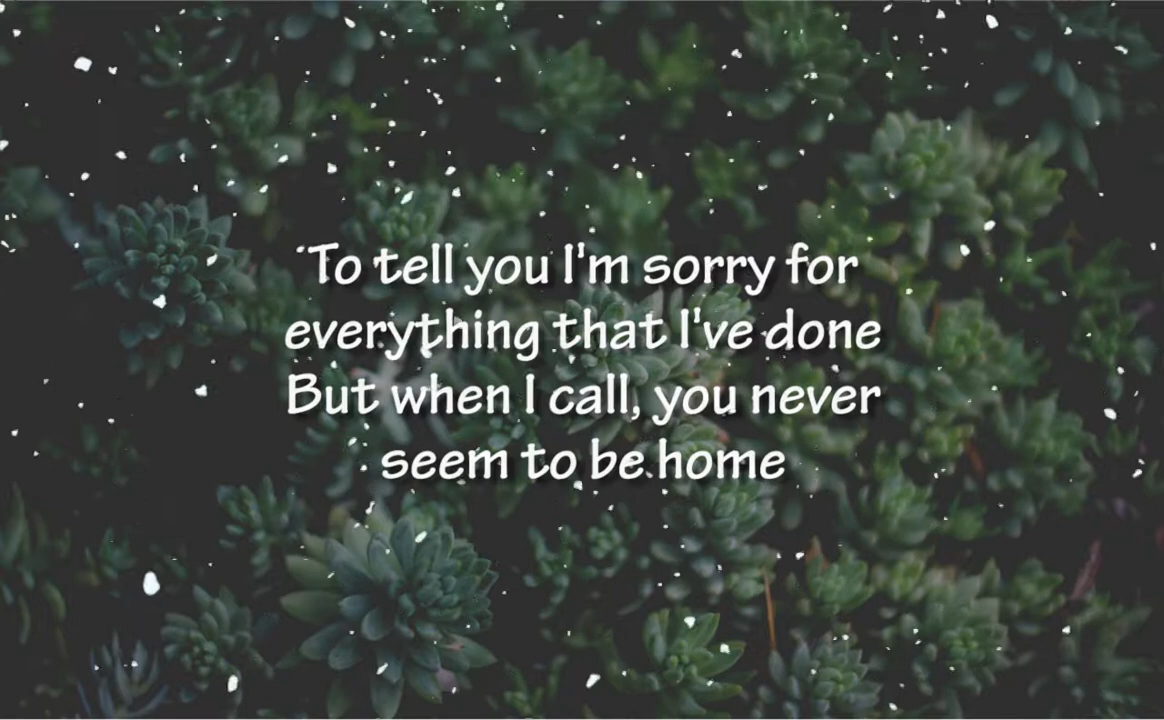 To tell you I'm sorry for
everything that I've done
But when I call, you never
seem to be home